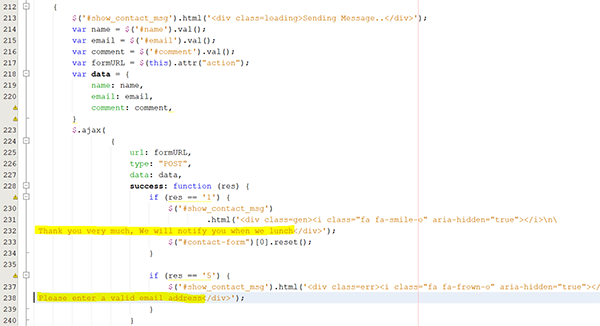 212 {
213 $('#show_contact_msg').html('<div class=loading>Sending Message..</div>');
214 var name = $('#name').val();
215 var email = $('#email').val();
216 var comment = $('#comment').val();
217 var formURL = $(this).attr("action");
218 var data = {
219 name: name,
220 email: email,
comment: comment,
}
223 $.ajax(
224 {
225 url: formURL,
226 type: "POST",
227 data: data,
228 success: function (res) {
if (res == '1') {
230 $('#show_contact_msg')
231 .html('<div class=gen><i class="fa fa-smile-o" aria-hidden="true"></i>\n\
232 Thank you very much, We will notify you when we lunch</div>');
233 $("#contact-form")[0].reset();
234 }
235
if (res == '5') {
237 $('#show_contact_msg').html('<div class=err><i class="fa fa-frown-o" aria-hidden="true"></
238 Please enter a valid email address</div>');
239 }
240 }